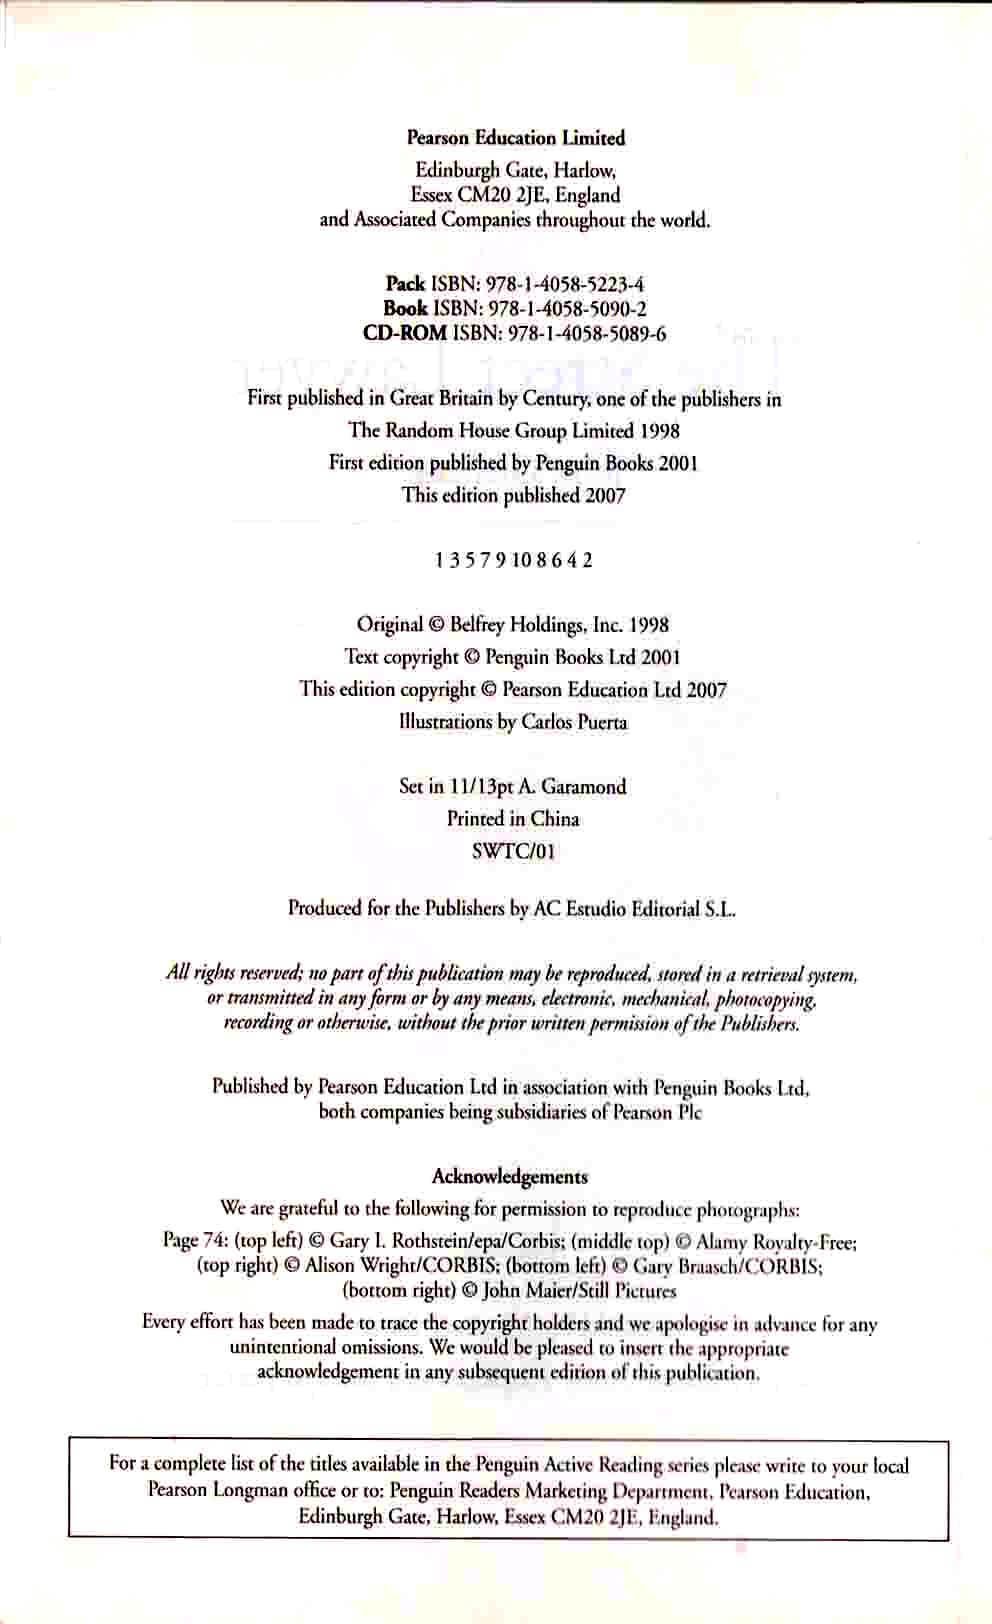 Pearson Education Limited
Edinburgh Gate, Harlow,
Essex CM20 2JE, England
and Associated Companies throughout the world.
Pack ISBN: 978-1-4058-5223-4
Book ISBN: 978-1-4058-5090-2
CD-ROM ISBN: 978-1-4058-5089-6
First published in Great Britain by Century, one of the publishers in
The Random House Group Limited 1998
First edition published by Penguin Books 2001
This edition published 2007
1 3 5 7 9 10 8 6 4 2
Original © Belfrey Holdings, Inc. 1998
Text copyright © Penguin Books Ltd 2001
This edition copyright © Pearson Education Ltd 2007
Illustrations by Carlos Puerta
Set in 11/13pt A. Garamond
Printed in China
SWTC/01
Produced for the Publishers by AC Estudio Editorial S.L.
All rights reserved; no part of this publication may be reproduced, stored in a retrieval system,
or transmitted in any form or by any means, electronic, mechanical, photocopying,
recording or otherwise, without the prior written permission of the Publishers.
Published by Pearson Education Ltd in association with Penguin Books Ltd,
both companies being subsidiaries of Pearson Plc
Acknowledgements
We are grateful to the following for permission to reproduce photographs:
Page 74: (top left) © Gary I. Rothstein/epa/Corbis; (middle top) © Alamy Royalty-Free;
(top right) © Alison Wright/CORBIS; (bottom left) © Gary Braasch/CORBIS;
(bottom right) © John Maier/Still Pictures
Every effort has been made to trace the copyright holders and we apologise in advance for any
unintentional omissions. We would be pleased to insert the appropriate
acknowledgement in any subsequent edition of this publication.
For a complete list of the titles available in the Penguin Active Reading series please write to your local
Pearson Longman office or to: Penguin Readers Marketing Department, Pearson Education,
Edinburgh Gate, Harlow, Essex CM20 2JE, England.